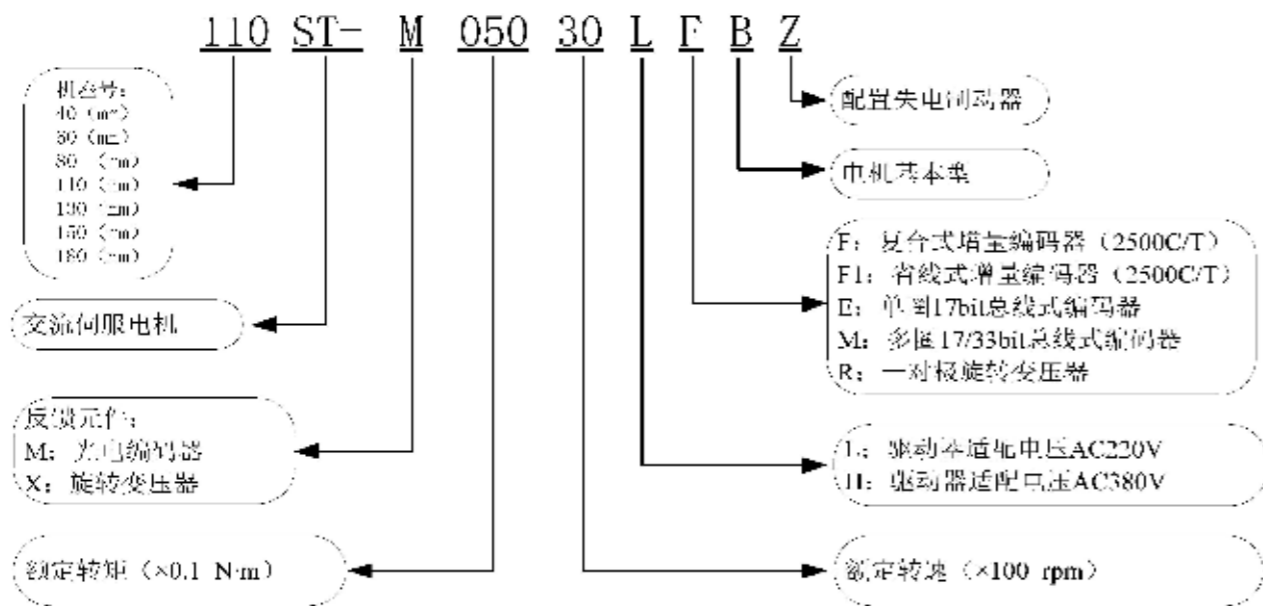 110 ST- M 050 30 L F B Z
机座号：
40 (mm)
60 (mm)
80 (mm)
110 (mm)
130 (mm)
150 (mm)
180 (mm)
交流伺服电机
反馈元件：
M：光电编码器
X：旋转变压器
额定转矩（×0.1 N·m）
配置失电制动器
电机基本型
F：复合式增量编码器（2500C/T）
F1：省线式增量编码器（2500C/T）
E：单圈17bit总线式编码器
M：多圈17/33bit总线式编码器
R：一对极旋转变压器
L：驱动器适配电压AC220V
H：驱动器适配电压AC380V
额定转速（×100 rpm）